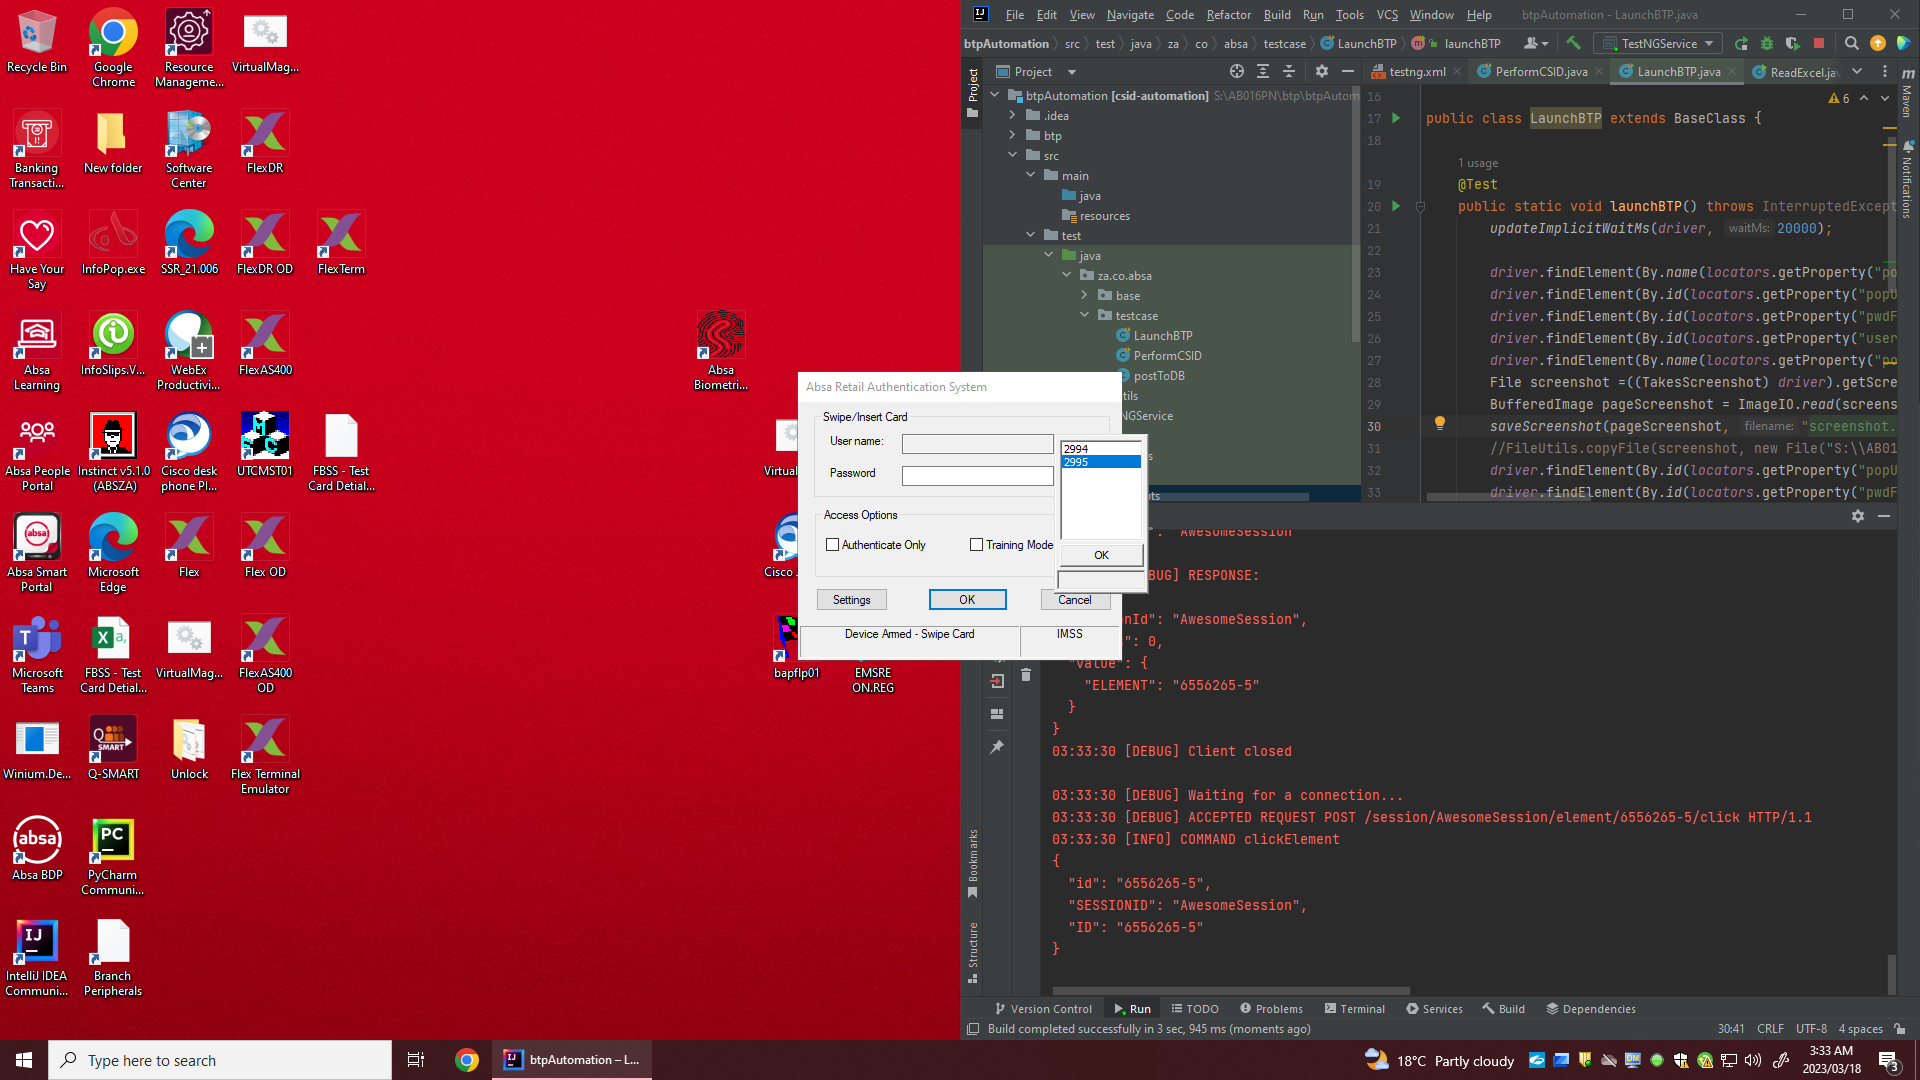 Recycle Bin
Google
Chrome
Resource
Manageme...
VirtualMag...
Banking
Transacti...
New folder
Software
Center
FlexDR
Have Your
Say
InfoPop.exe
SSR_21.006
FlexDR OD
FlexTerm
Absa
Learning
InfoSlips.V...
WebEx
Productivi...
FlexAS400
Absa
Biometri...
Absa People
Portal
Instinct v5.1.0
(ABSZA)
Cisco desk
phone Pl...
UTCMST01
FBSS - Test
Card Detial...
Absa Smart
Portal
Microsoft
Edge
Flex
Flex OD
Microsoft
Teams
FBSS - Test
Card Detial...
VirtualMag...
FlexAS400
OD
bapflp01
EMSRE
ON.REG
Winium.De...
Q-SMART
Unlock
Flex Terminal
Emulator
Absa BDP
PyCharm
Communi...
IntelliJ IDEA
Communi...
Branch
Peripherals
Absa Retail Authentication System
Swipe/Insert Card
User name:
Password
Access Options
Authenticate Only
Training Mode
Settings
OK
Cancel
Device Armed - Swipe Card
IMSS
2994
2995
OK
File Edit View Navigate Code Refactor Build Run Tools VCS Window Help
btpAutomation - LaunchBTP.java
btpAutomation src test java za co absa testcase LaunchBTP launchBTP
TestNGService
Project
testng.xml
PerformCSID.java
LaunchBTP.java
ReadExcel.jav
btpAutomation [csid-automation] S:\AB016PN\btp\btpAutom
.idea
btp
src
main
java
resources
test
java
za.co.absa
base
testcase
LaunchBTP
PerformCSID
postToDB
tils
NGService
ts
Project
Bookmarks
Structure
Maven
Notifications
6
16
17 public class LaunchBTP extends BaseClass {
18
1 usage
19 @Test
20 public static void launchBTP() throws InterruptedExcept
21 updateImplicitWaitMs(driver, waitMs: 20000);
22
23 driver.findElement(By.name(locators.getProperty("po
24 driver.findElement(By.id(locators.getProperty("popU
25 driver.findElement(By.id(locators.getProperty("pwdF
26 driver.findElement(By.id(locators.getProperty("user
27 driver.findElement(By.name(locators.getProperty("po
28 File screenshot =((TakesScreenshot) driver).getScre
29 BufferedImage pageScreenshot = ImageIO.read(screens
30 saveScreenshot(pageScreenshot, filename: "screenshot.
31 //FileUtils.copyFile(screenshot, new File("S:\\AB01
32 driver.findElement(By.id(locators.getProperty("popU
33 driver.findElement(By.id(locators.getProperty("pwdF
"AwesomeSession"
BUG] RESPONSE:
nId": "AwesomeSession",
": 0,
"value": {
"ELEMENT": "6556265-5"
}
}
03:33:30 [DEBUG] Client closed
03:33:30 [DEBUG] Waiting for a connection...
03:33:30 [DEBUG] ACCEPTED REQUEST POST /session/AwesomeSession/element/6556265-5/click HTTP/1.1
03:33:30 [INFO] COMMAND clickElement
{
"id": "6556265-5",
"SESSIONID": "AwesomeSession",
"ID": "6556265-5"
}
Version Control Run TODO Problems Terminal Services Build Dependencies
Build completed successfully in 3 sec, 945 ms (moments ago)
30:41 CRLF UTF-8 4 spaces
Type here to search
btpAutomation – L...
18°C Partly cloudy
3:33 AM
2023/03/18
3